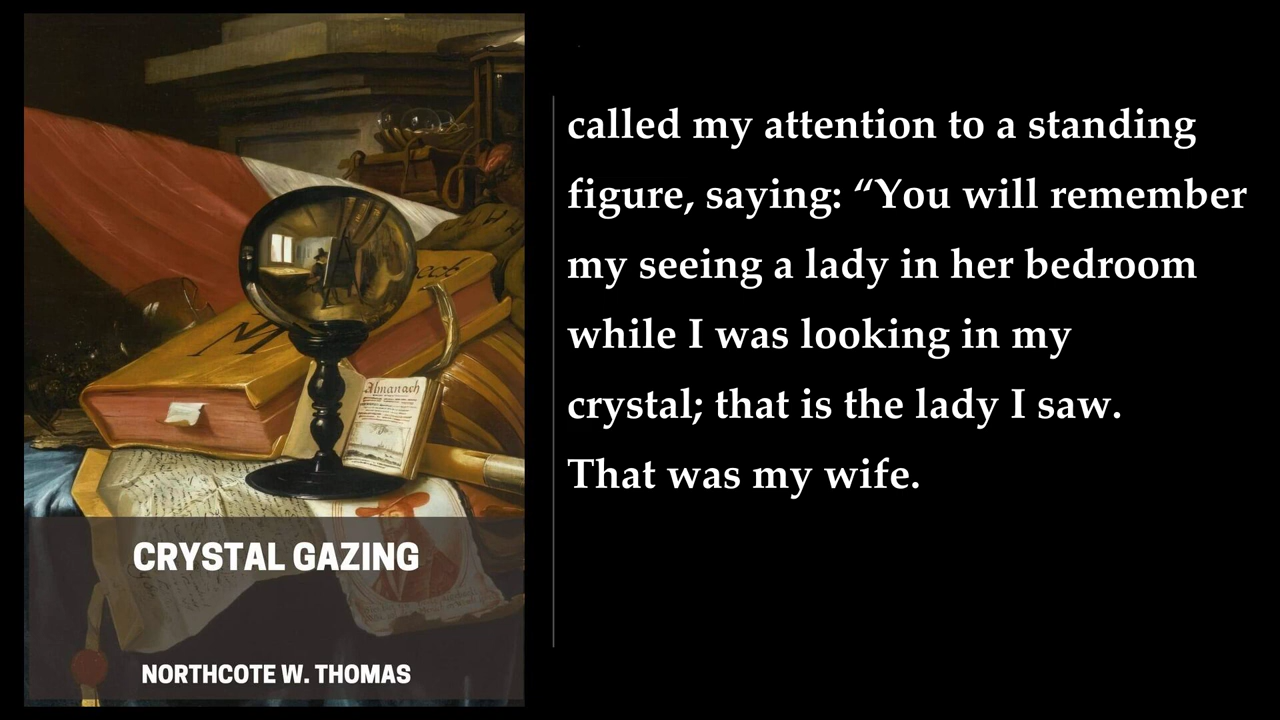 M
Almanach
CRYSTAL GAZING
NORTHCOTE W. THOMAS
called my attention to a standing
figure, saying: “You will remember
my seeing a lady in her bedroom
while I was looking in my
crystal; that is the lady I saw.
That was my wife.